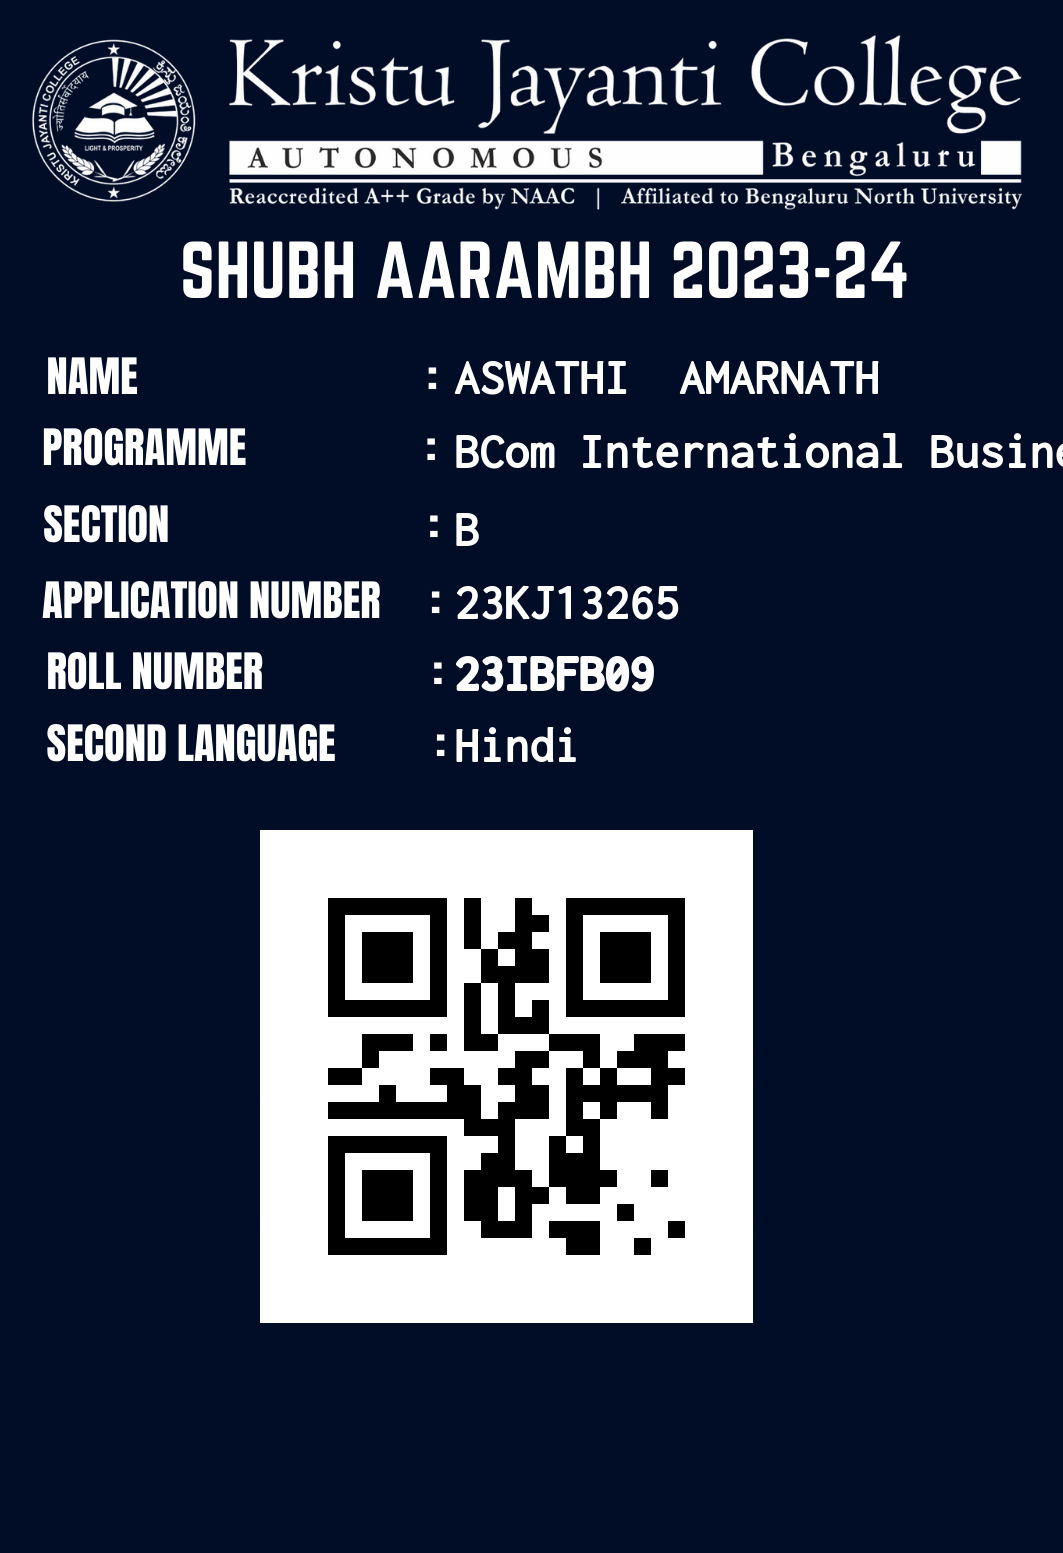 KRISTU JAYANTI COLLEGE
LIGHT & PROSPERITY
Kristu Jayanti College
AUTONOMOUS Bengaluru
Reaccredited A++ Grade by NAAC | Affiliated to Bengaluru North University
SHUBH AARAMBH 2023-24
NAME : ASWATHI AMARNATH
PROGRAMME : BCom International Busine
SECTION : B
APPLICATION NUMBER : 23KJ13265
ROLL NUMBER : 23IBFB09
SECOND LANGUAGE : Hindi